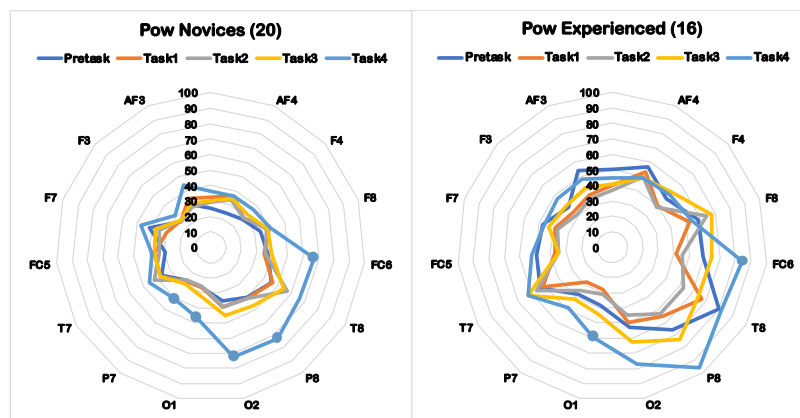 Pow Novices (20)
Pretask Task1 Task2 Task3 Task4
100
90
80
70
60
50
40
30
20
10
0
AF4
F4
F8
FC6
T8
P8
O2
O1
P7
T7
FC5
F7
F3
AF3
Pow Experienced (16)
Pretask Task1 Task2 Task3 Task4
100
90
80
70
60
50
40
30
20
10
0
AF4
F4
F8
FC6
T8
P8
O2
O1
P7
T7
FC5
F7
F3
AF3